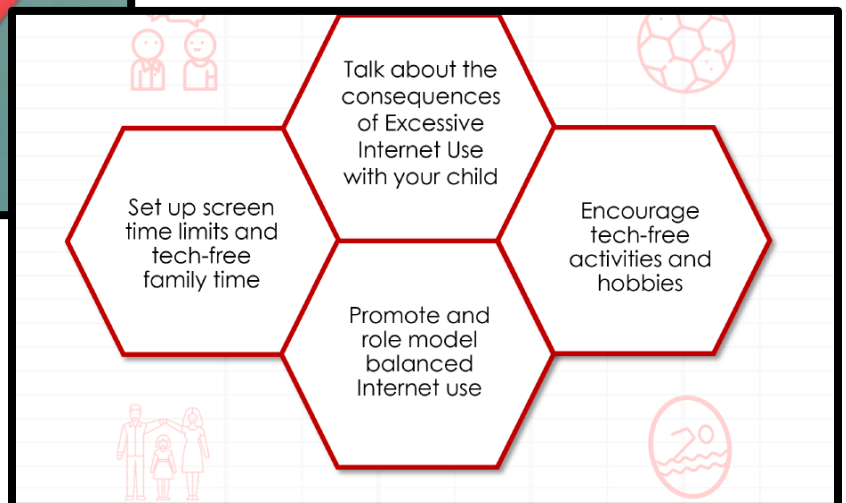 Talk about the
consequences
of Excessive
Internet Use
with your child
Set up screen
time limits and
tech-free
family time
Encourage
tech-free
activities and
hobbies
Promote and
role model
balanced
Internet use